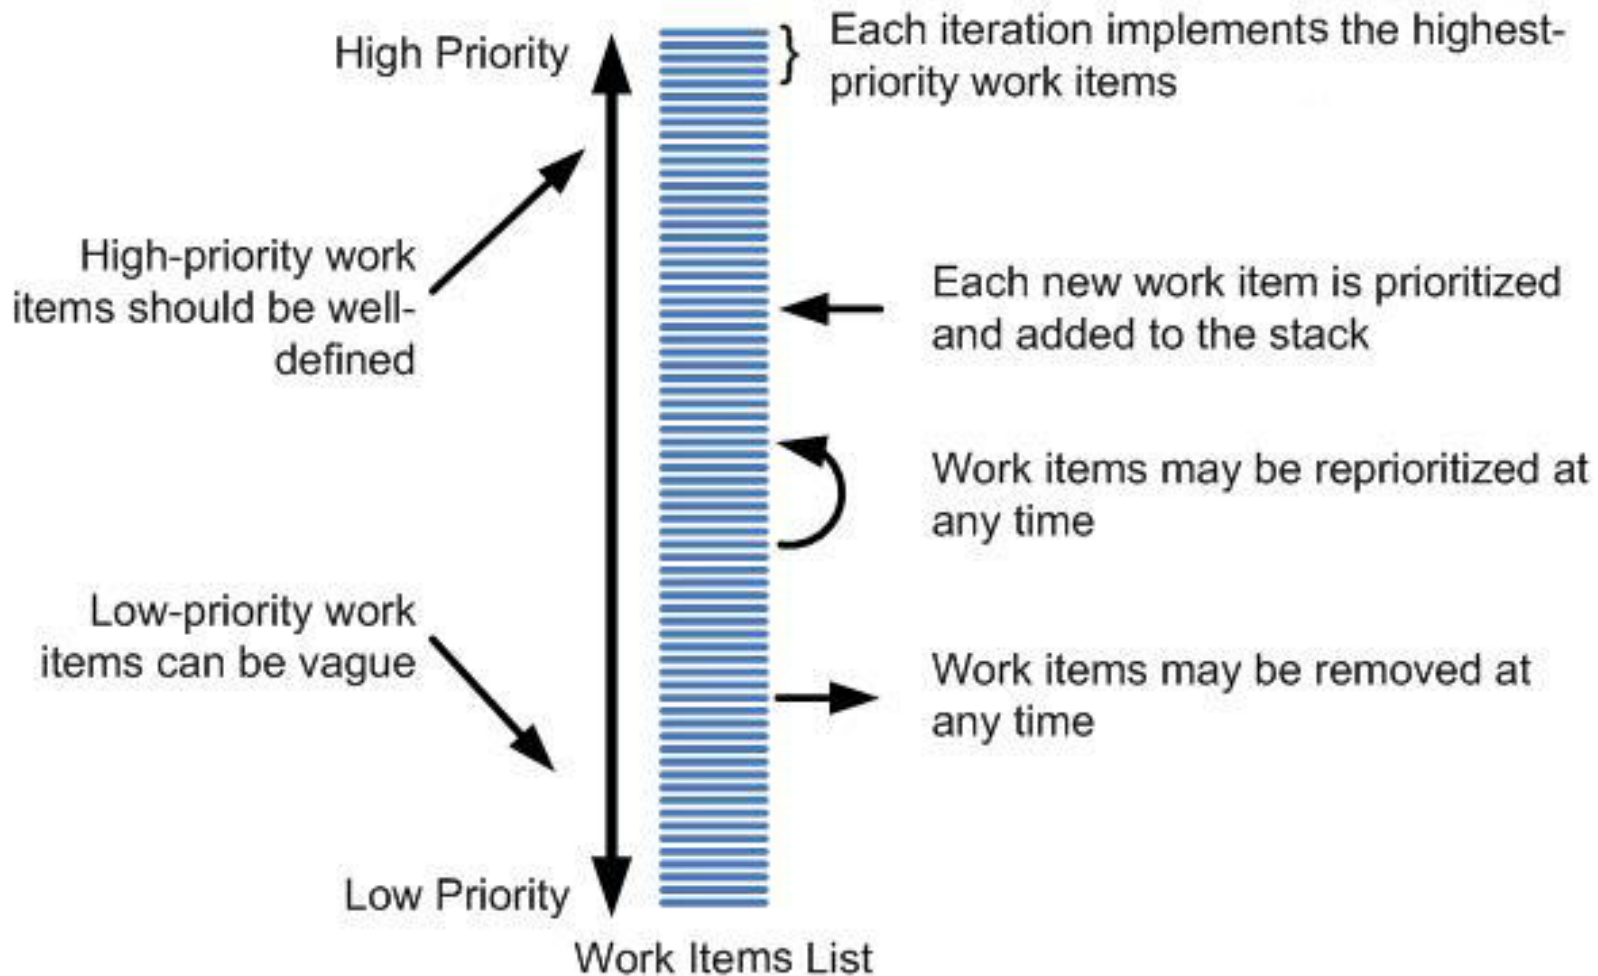 High Priority
Each iteration implements the highest-
priority work items
High-priority work
items should be well-
defined
Each new work item is prioritized
and added to the stack
Work items may be reprioritized at
any time
Low-priority work
items can be vague
Work items may be removed at
any time
Low Priority
Work Items List